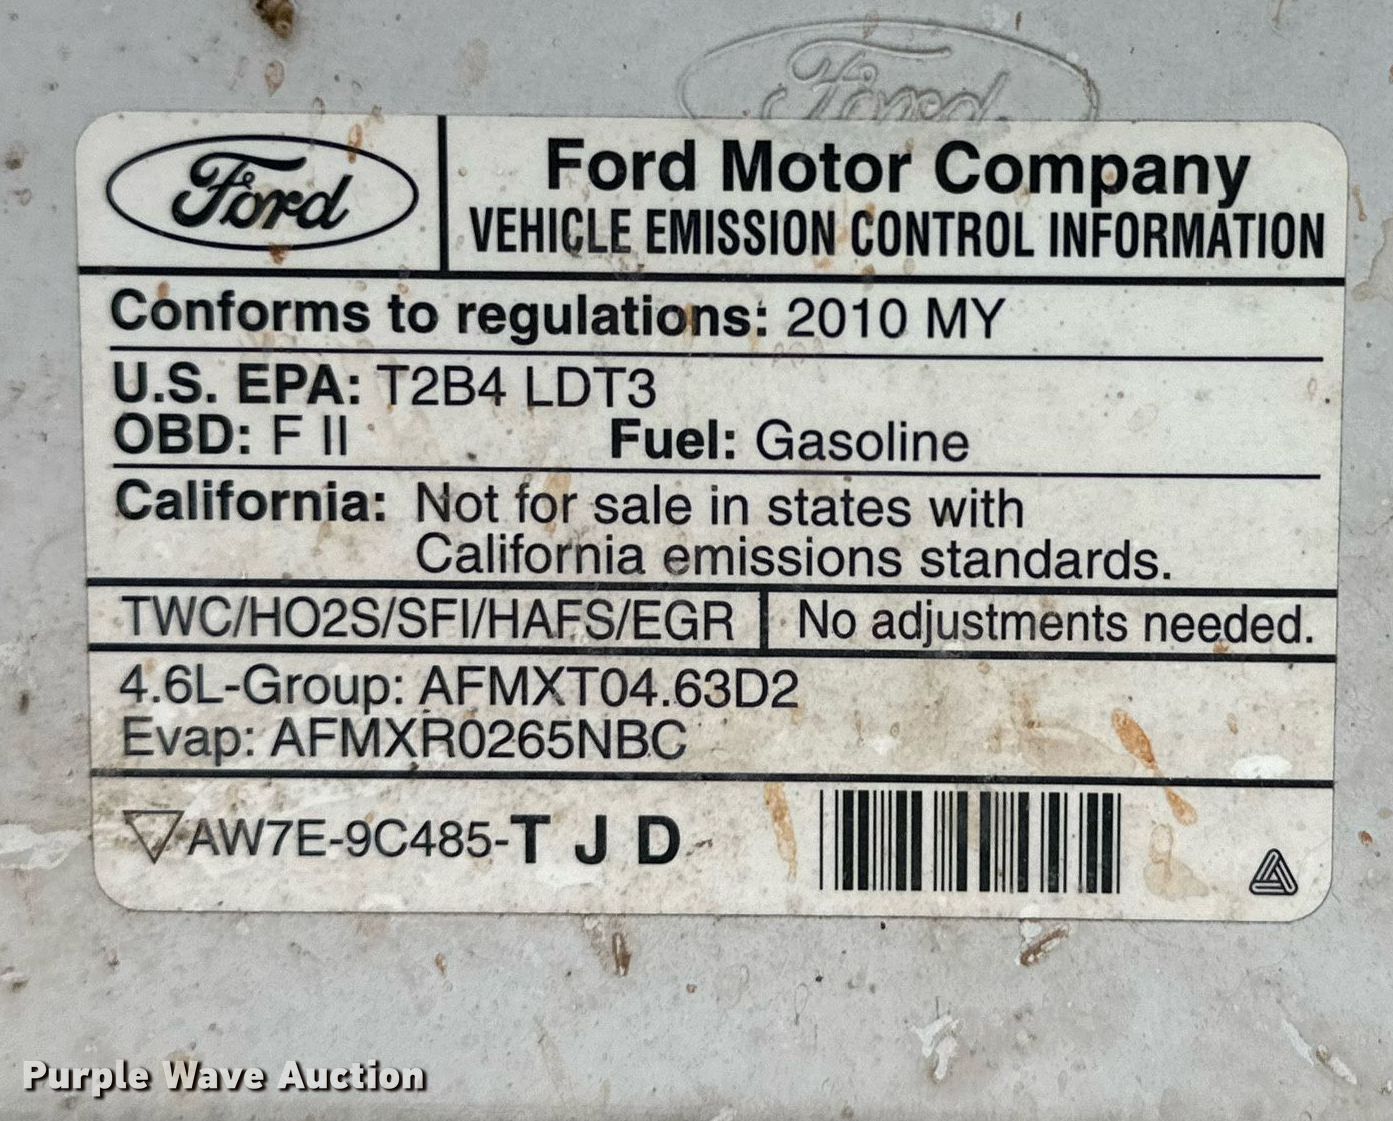 Ford
Ford Ford Motor Company
VEHICLE EMISSION CONTROL INFORMATION
Conforms to regulations: 2010 MY
U.S. EPA: T2B4 LDT3
OBD: F II Fuel: Gasoline
California: Not for sale in states with
California emissions standards.
TWC/HO2S/SFI/HAFS/EGR No adjustments needed.
4.6L-Group: AFMXT04.63D2
Evap: AFMXR0265NBC
AW7E-9C485-T J D
Purple Wave Auction